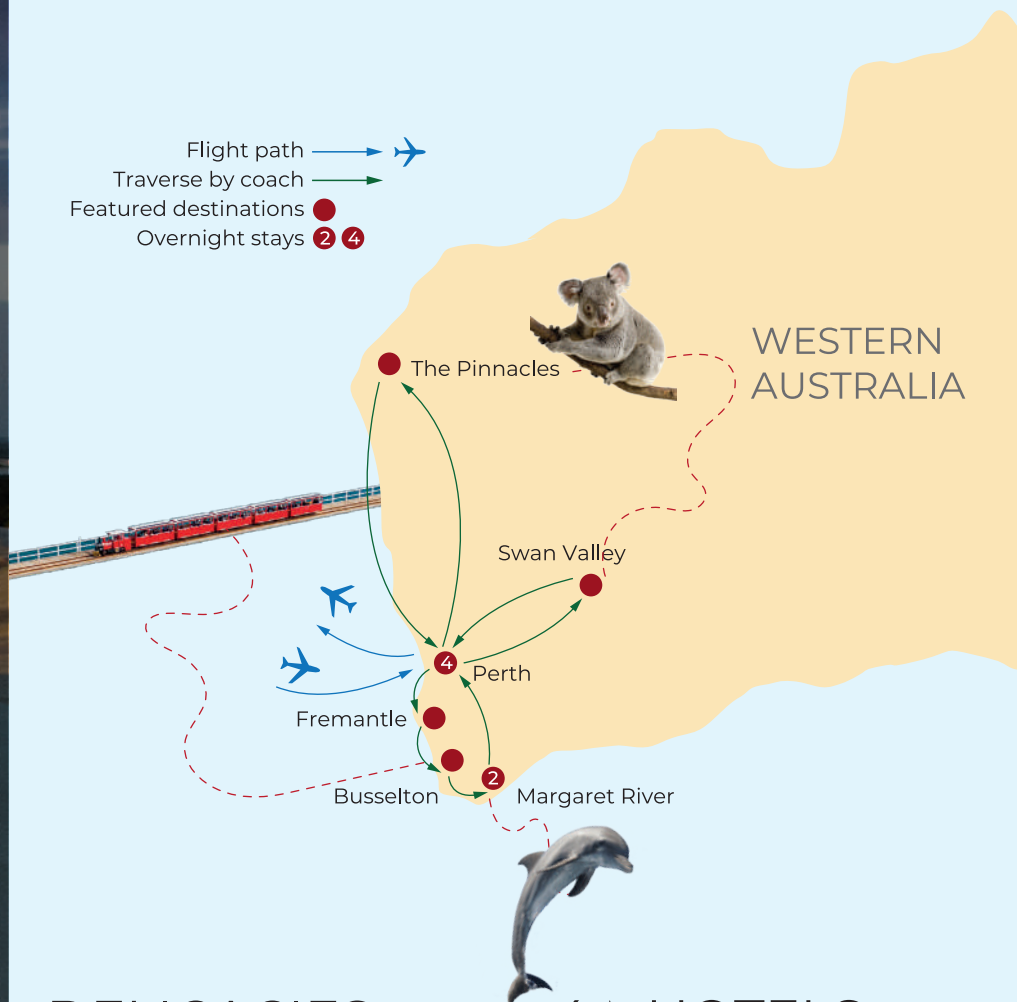 Flight path
Traverse by coach
Featured destinations
Overnight stays 2 4
WESTERN
AUSTRALIA
The Pinnacles
Swan Valley
4
Perth
Fremantle
2
Busselton
Margaret River